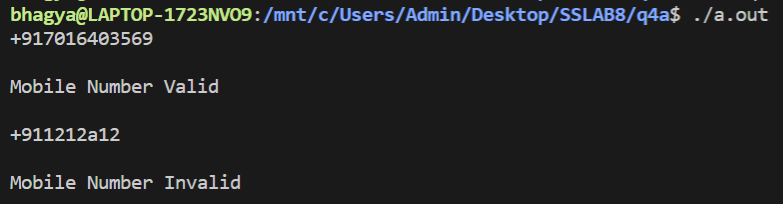 bhagya@LAPTOP-1723NVO9:/mnt/c/Users/Admin/Desktop/SSLAB8/q4a$ ./a.out
+917016403569
Mobile Number Valid
+911212a12
Mobile Number Invalid